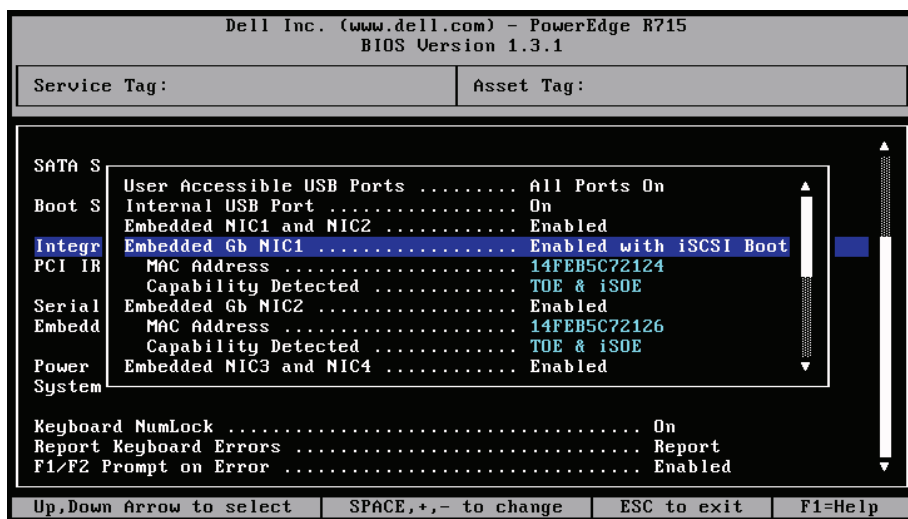 Dell Inc. (www.dell.com) - PowerEdge R715
BIOS Version 1.3.1
Service Tag: Asset Tag:
SATA S
User Accessible USB Ports ......... All Ports On
Boot S Internal USB Port ................. On
Embedded NIC1 and NIC2 ............ Enabled
Integr Embedded Gb NIC1 .................. Enabled with iSCSI Boot
PCI IR MAC Address ..................... 14FEB5C72124
Capability Detected ............. TOE & iSOE
Serial Embedded Gb NIC2 .................. Enabled
Embedd MAC Address ..................... 14FEB5C72126
Capability Detected ............. TOE & iSOE
Power Embedded NIC3 and NIC4 ............ Enabled
System
Keyboard NumLock ..................................... On
Report Keyboard Errors ............................... Report
F1/F2 Prompt on Error ................................ Enabled
Up,Down Arrow to select SPACE,+,- to change ESC to exit F1=Help